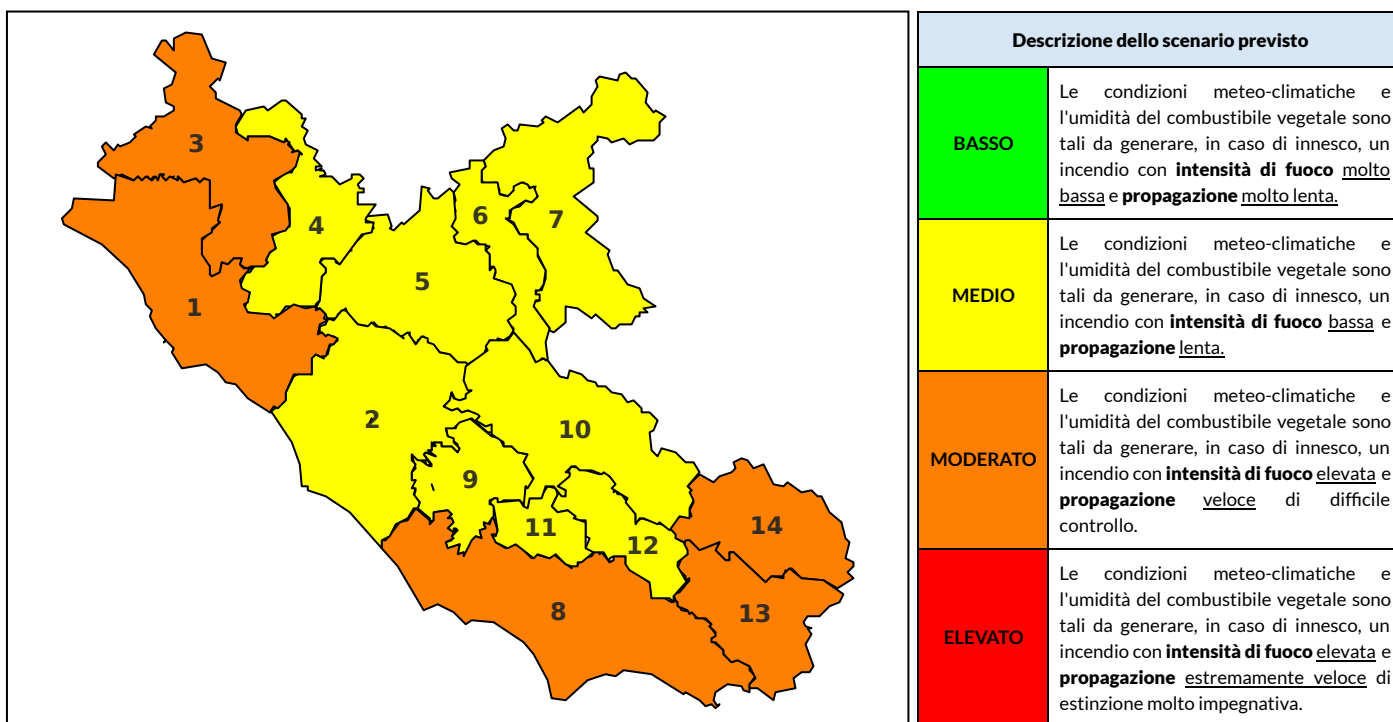 3
4
6
7
5
1
2
10
9
11
12
14
8
13
Descrizione dello scenario previsto
BASSO
Le condizioni meteo-climatiche e
l'umidità del combustibile vegetale sono
tali da generare, in caso di innesco, un
incendio con intensità di fuoco molto
bassa e propagazione molto lenta.
MEDIO
Le condizioni meteo-climatiche e
l'umidità del combustibile vegetale sono
tali da generare, in caso di innesco, un
incendio con intensità di fuoco bassa e
propagazione lenta.
MODERATO
Le condizioni meteo-climatiche e
l'umidità del combustibile vegetale sono
tali da generare, in caso di innesco, un
incendio con intensità di fuoco elevata e
propagazione veloce di difficile
controllo.
ELEVATO
Le condizioni meteo-climatiche e
l'umidità del combustibile vegetale sono
tali da generare, in caso di innesco, un
incendio con intensità di fuoco elevata e
propagazione estremamente veloce di
estinzione molto impegnativa.